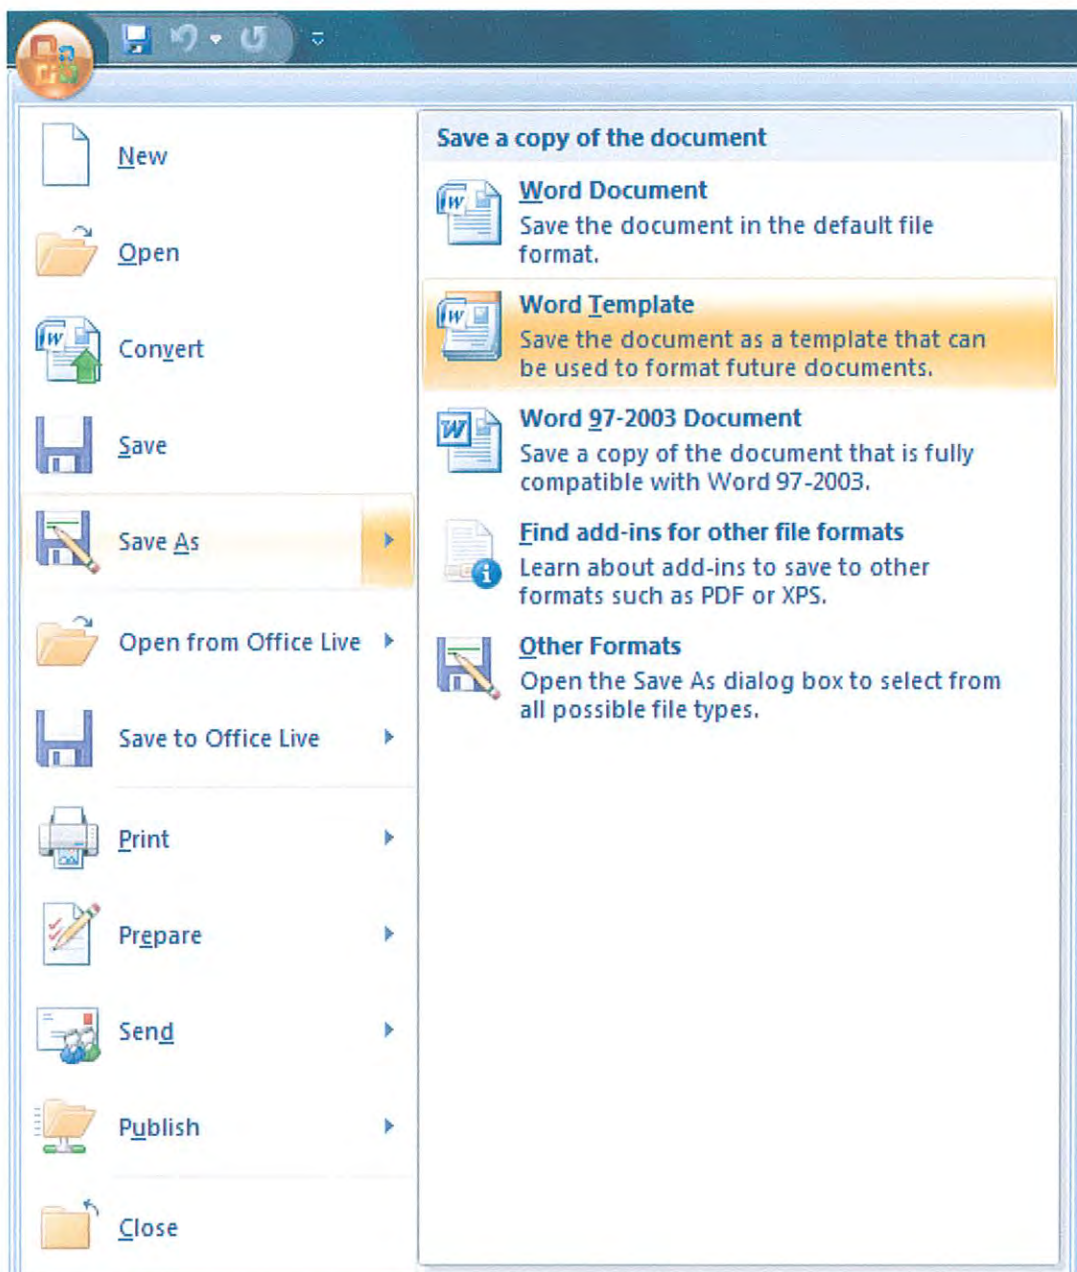 New
Open
Convert
Save
Save As
Open from Office Live
Save to Office Live
Print
Prepare
Send
Publish
Close
Save a copy of the document
Word Document
Save the document in the default file
format.
Word Template
Save the document as a template that can
be used to format future documents.
Word 97-2003 Document
Save a copy of the document that is fully
compatible with Word 97-2003.
Find add-ins for other file formats
Learn about add-ins to save to other
formats such as PDF or XPS.
Other Formats
Open the Save As dialog box to select from
all possible file types.